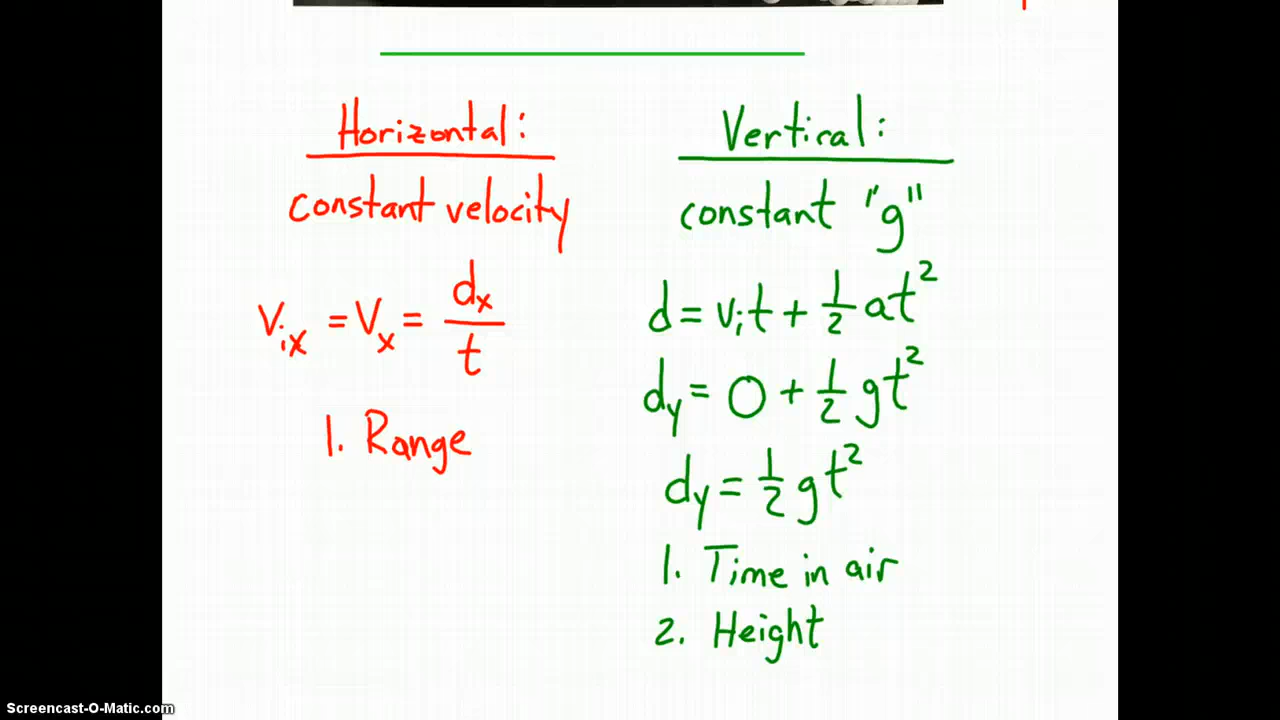 Horizontal:
constant velocity
Vix = Vx = dx/t
1. Range
Vertical:
constant "g"
d = vit + 1/2 at²
dy = 0 + 1/2 gt²
dy = 1/2 gt²
1. Time in air
2. Height
Screencast-O-Matic.com